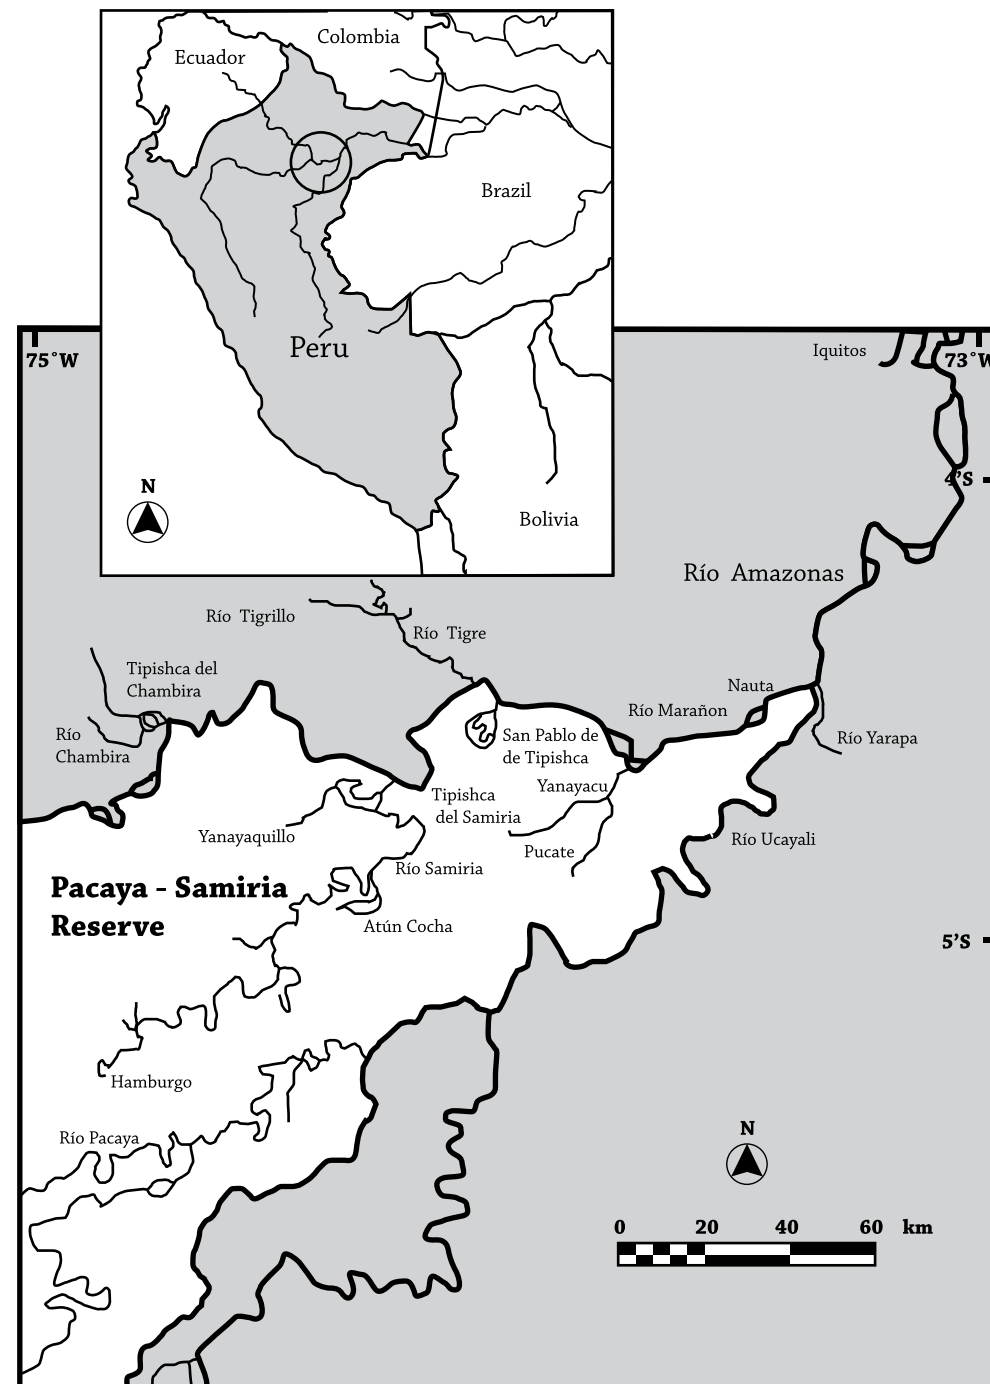 Colombia
Ecuador
Brazil
Peru
N
Bolivia
75°W
Iquitos
73°W
4°S
Río Amazonas
Río Tigrillo
Río Tigre
Tipishca del
Chambira
Nauta
Río Marañon
Río
Chambira
San Pablo de
de Tipishca
Río Yarapa
Yanayacu
Tipishca
del Samiria
Yanayaquillo
Río Ucayali
Pucate
Río Samiria
Pacaya - Samiria
Reserve
Atún Cocha
5°S
Hamburgo
Río Pacaya
N
0 20 40 60 km